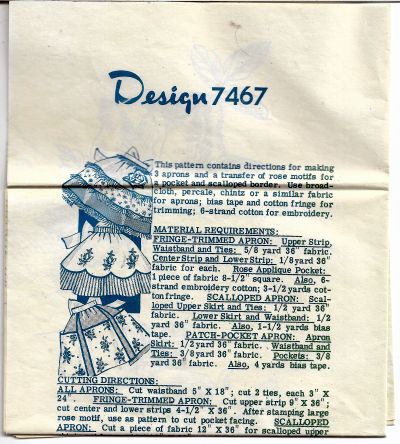 Design 7467
This pattern contains directions for making
3 aprons and a transfer of rose motifs for
a pocket and scalloped border. Use broad-
cloth, percale, chintz or a similar fabric
for aprons; bias tape and cotton fringe for
trimming; 6-strand cotton for embroidery.
MATERIAL REQUIREMENTS:
FRINGE-TRIMMED APRON: Upper Strip,
Waistband and Ties: 5/8 yard 36" fabric.
Center Strip and Lower Strip: 1/8 yard 36"
fabric for each. Rose Applique Pocket:
1 piece of fabric 8-1/2" square. Also, 6-
strand embroidery cotton; 3-1/2 yards cot-
ton fringe. SCALLOPED APRON: Scal-
loped Upper Skirt and Ties: 1/2 yard 36"
fabric. Lower Skirt and Waistband: 1/2
yard 36" fabric. Also, 1-1/2 yards bias
tape. PATCH-POCKET APRON: Apron
Skirt: 1/2 yard 36" fabric. Waistband and
Ties: 3/8 yard 36" fabric. Pockets: 3/8
yard 36" fabric. Also, 4 yards bias tape.
CUTTING DIRECTIONS:
ALL APRONS: Cut waistband 5" X 18"; cut 2 ties, each 3" X
24". FRINGE-TRIMMED APRON: Cut upper strip 9" X 36",
cut center and lower strips 4-1/2" X 36". After stamping large
rose motif, use as pattern to cut pocket facing. SCALLOPED
APRON: Cut a piece of fabric 12" X 36" for scalloped upper